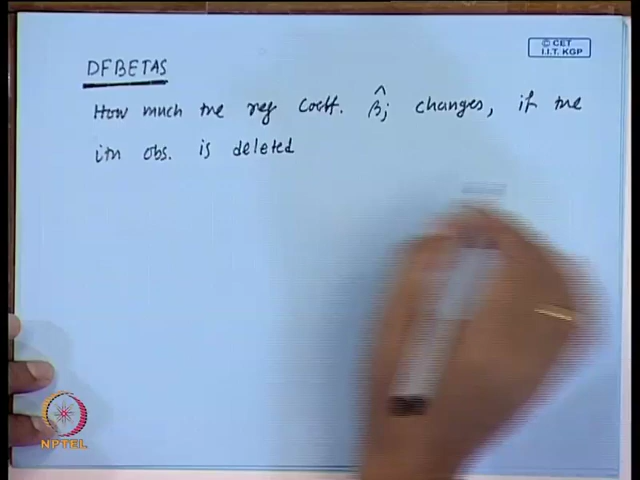 © CET
I.I.T. KGP
DFBETAS
How much the reg Coeff. β̂j changes, if the
ith obs. is deleted
NPTEL